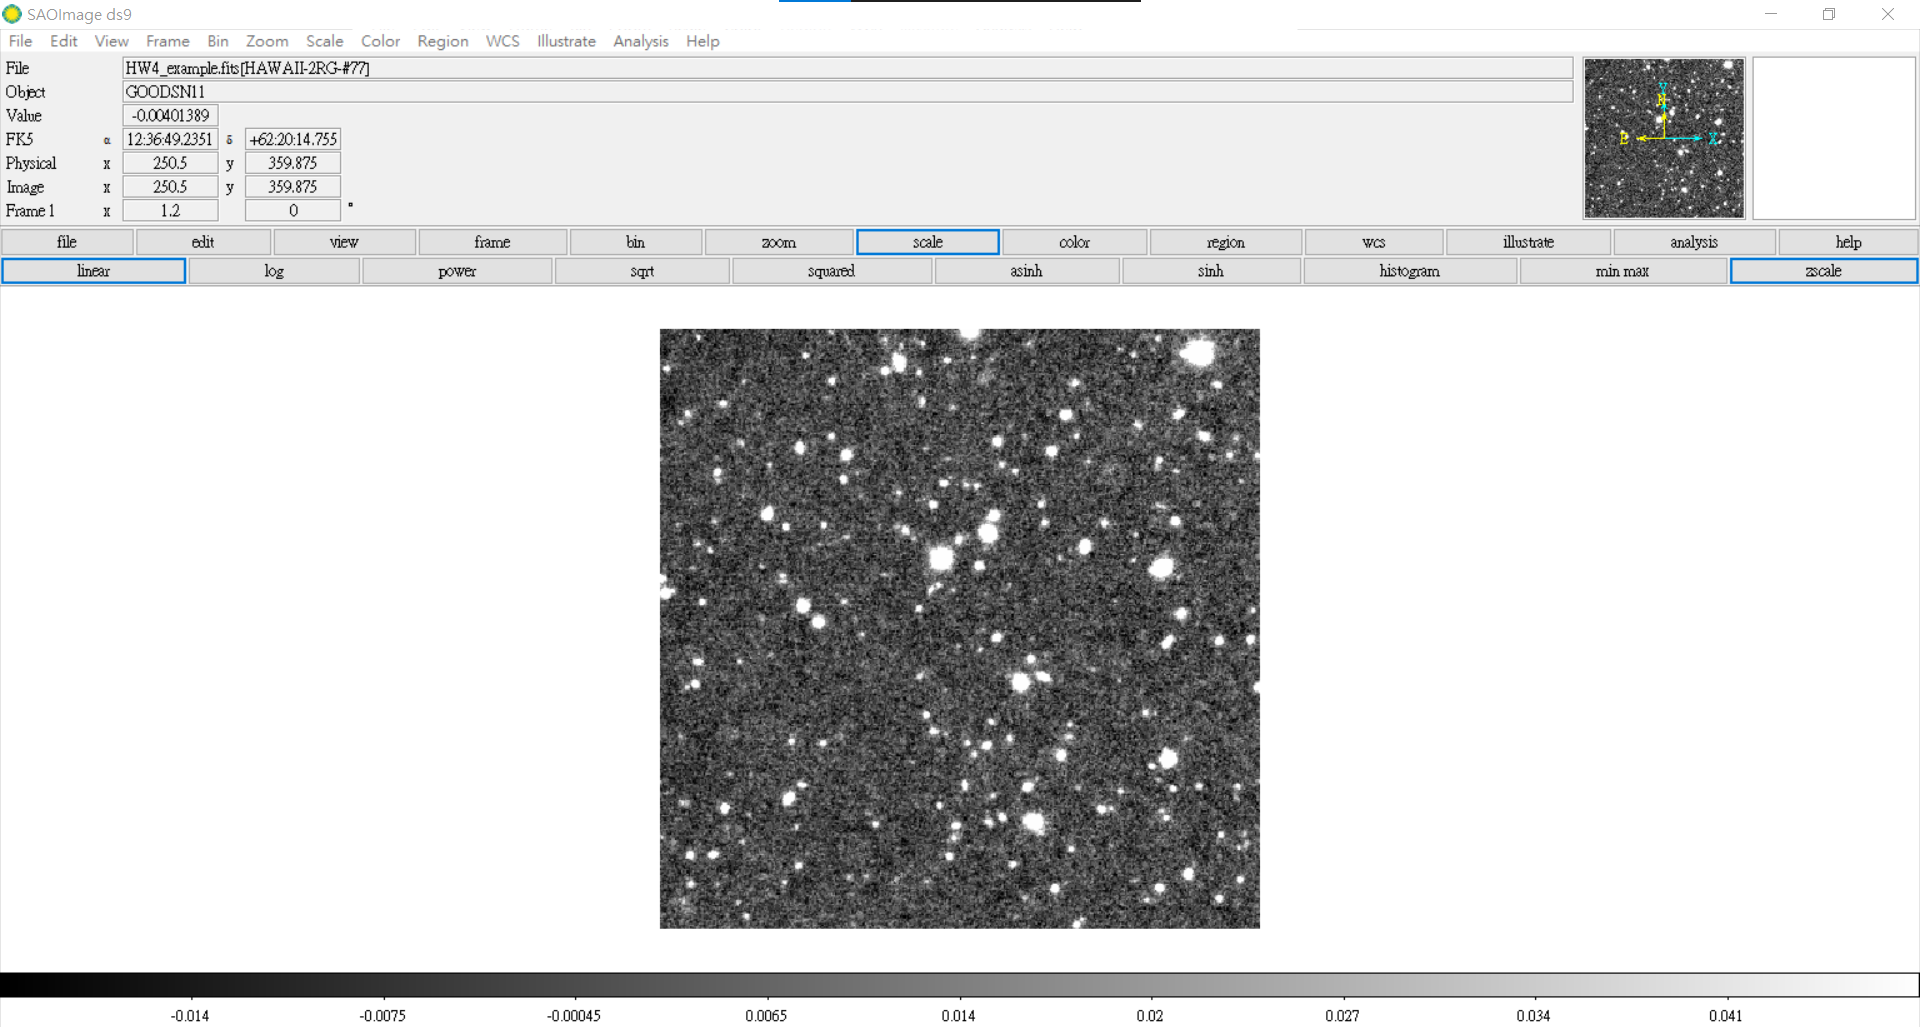 SAOImage ds9
File Edit View Frame Bin Zoom Scale Color Region WCS Illustrate Analysis Help
File HW4_example.fits[HAWAII-2RG-#77]
Object GOODSN11
Value -0.00401389
FK5 α 12:36:49.2351 δ +62:20:14.755
Physical x 250.5 y 359.875
Image x 250.5 y 359.875
Frame 1 x 1.2 0 °
Y
N
E X
file edit view frame bin zoom scale color region wcs illustrate analysis help
linear log power sqrt squared asinh sinh histogram min max zscale
-0.014 -0.0075 -0.00045 0.0065 0.014 0.02 0.027 0.034 0.041